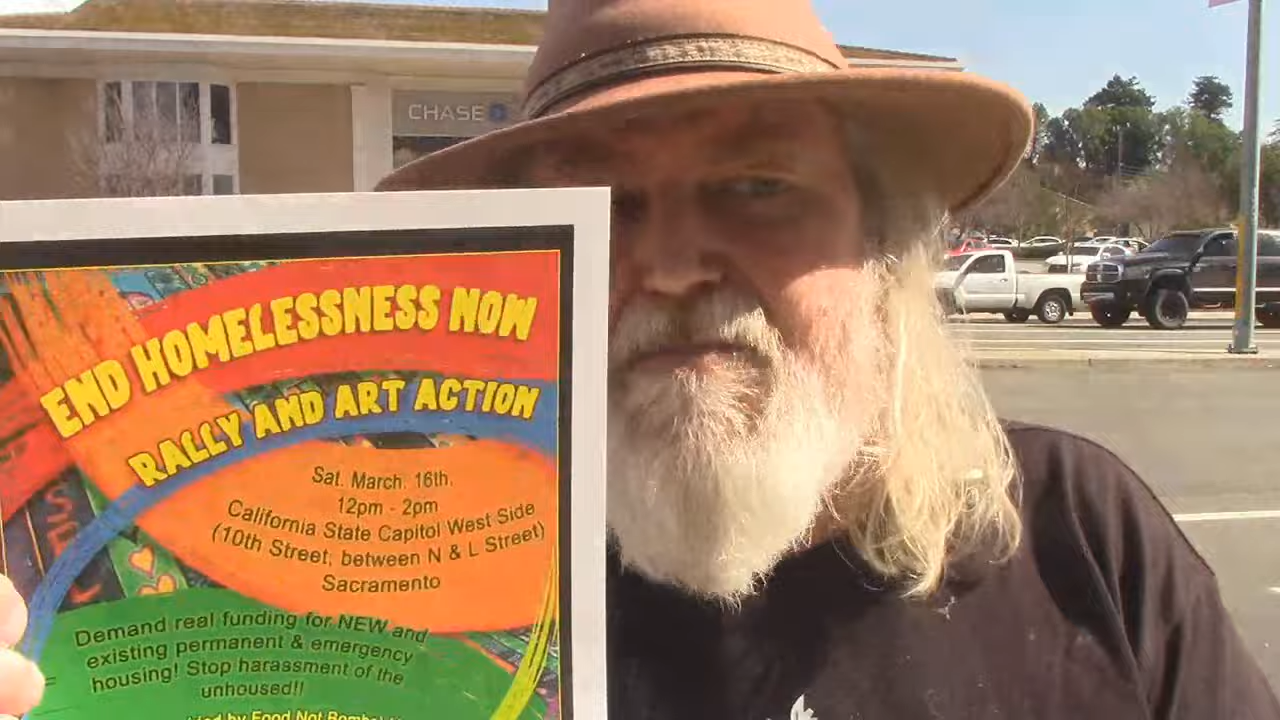 CHASE
END HOMELESSNESS NOW
RALLY AND ART ACTION
Sat. March. 16th.
12pm - 2pm
California State Capitol West Side
(10th Street, between N & L Street)
Sacramento
Demand real funding for NEW and
existing permanent & emergency
housing! Stop harassment of the
unhoused!!
by Food Not Bombs